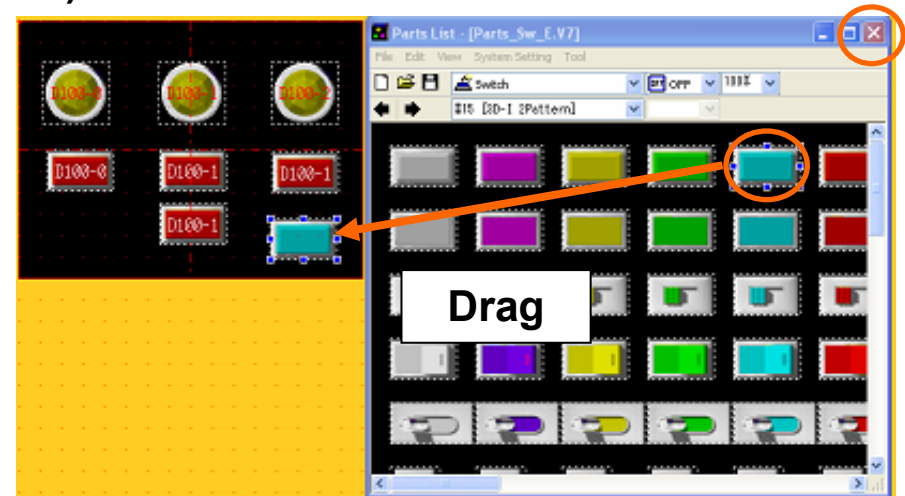 )
Parts List - [Parts_Sw_E.V7]
File Edit View System Setting Tool
Switch OFF 100%
#15 [3D-I 2Pattern]
D100-0 D100-1 D100-2
D100-0 D100-1 D100-1
D100-1
Drag